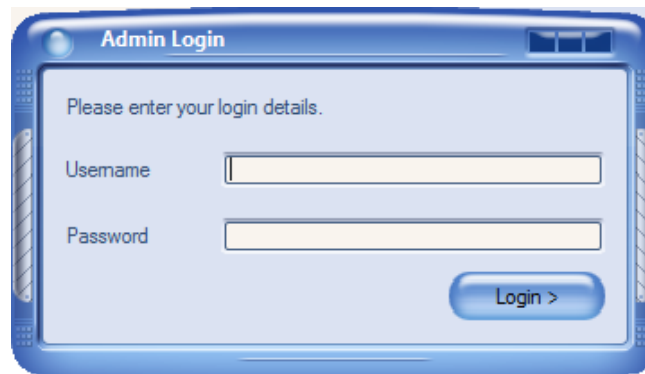 Admin Login
Please enter your login details.
Username
Password
Login >